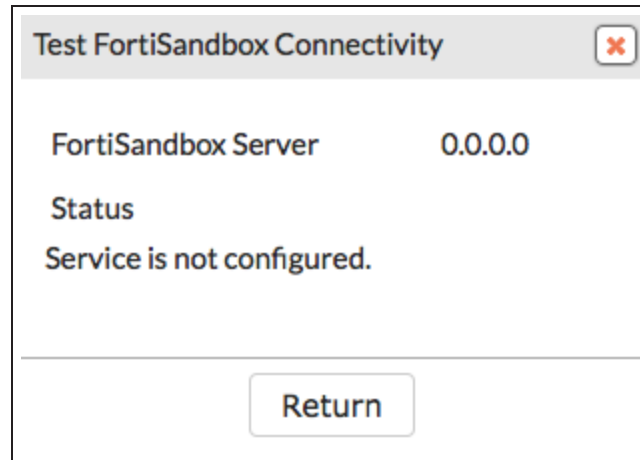 Test FortiSandbox Connectivity
FortiSandbox Server 0.0.0.0
Status
Service is not configured.
Return